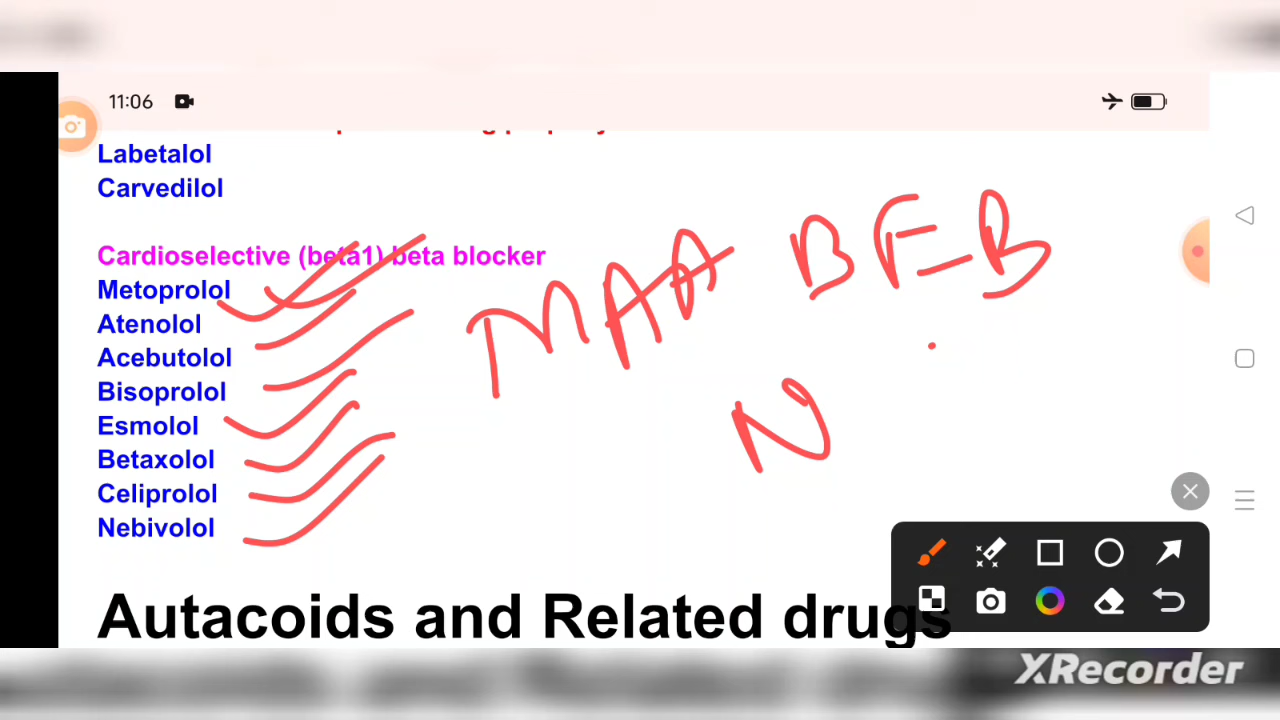 11:06
Labetalol
Carvedilol
Cardioselective (beta1) beta blocker
Metoprolol
Atenolol
Acebutolol
Bisoprolol
Esmolol
Betaxolol
Celiprolol
Nebivolol
MAA BEB
N
Autacoids and Related drugs
XRecorder